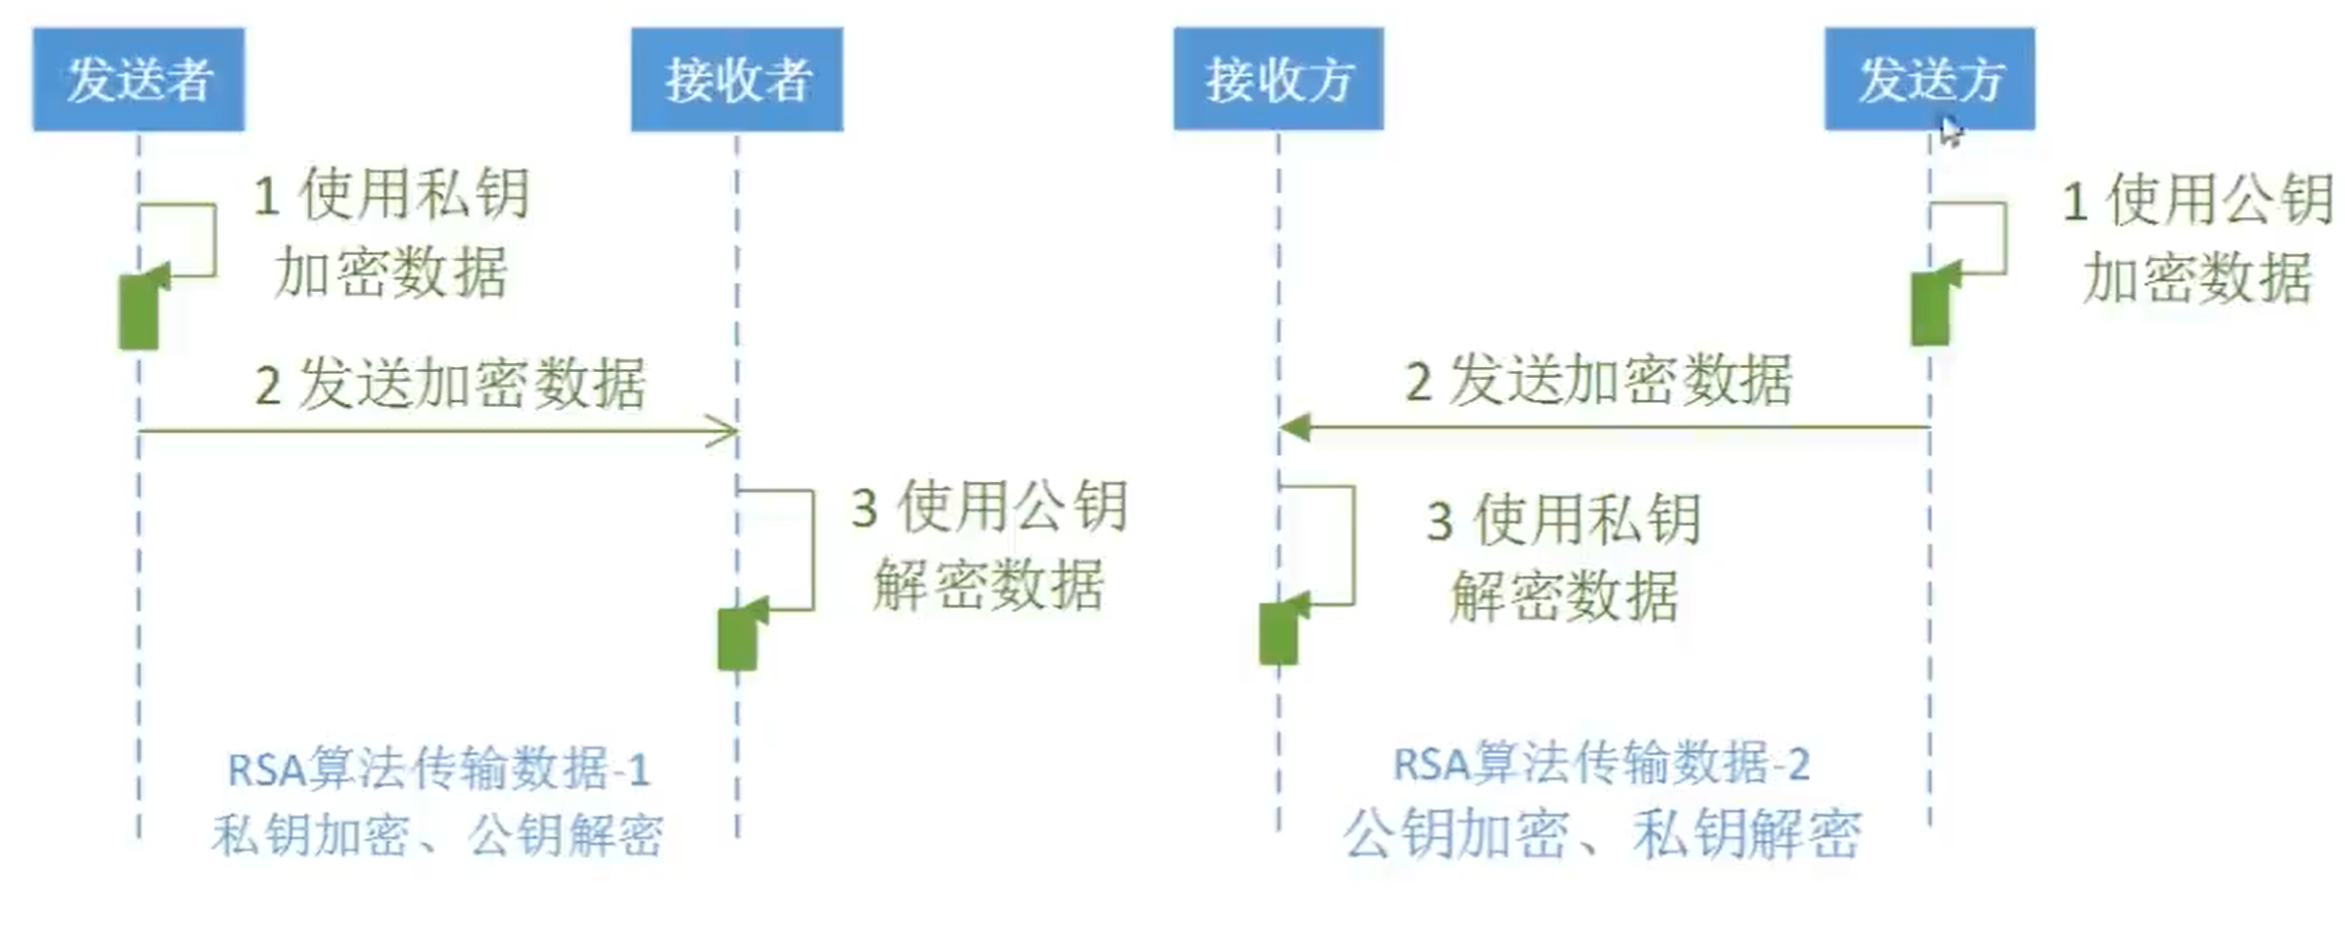 发送者
接收者
1 使用私钥
加密数据
2 发送加密数据
3 使用公钥
解密数据
RSA算法传输数据-1
私钥加密、公钥解密
接收方
发送方
1 使用公钥
加密数据
2 发送加密数据
3 使用私钥
解密数据
RSA算法传输数据-2
公钥加密、私钥解密